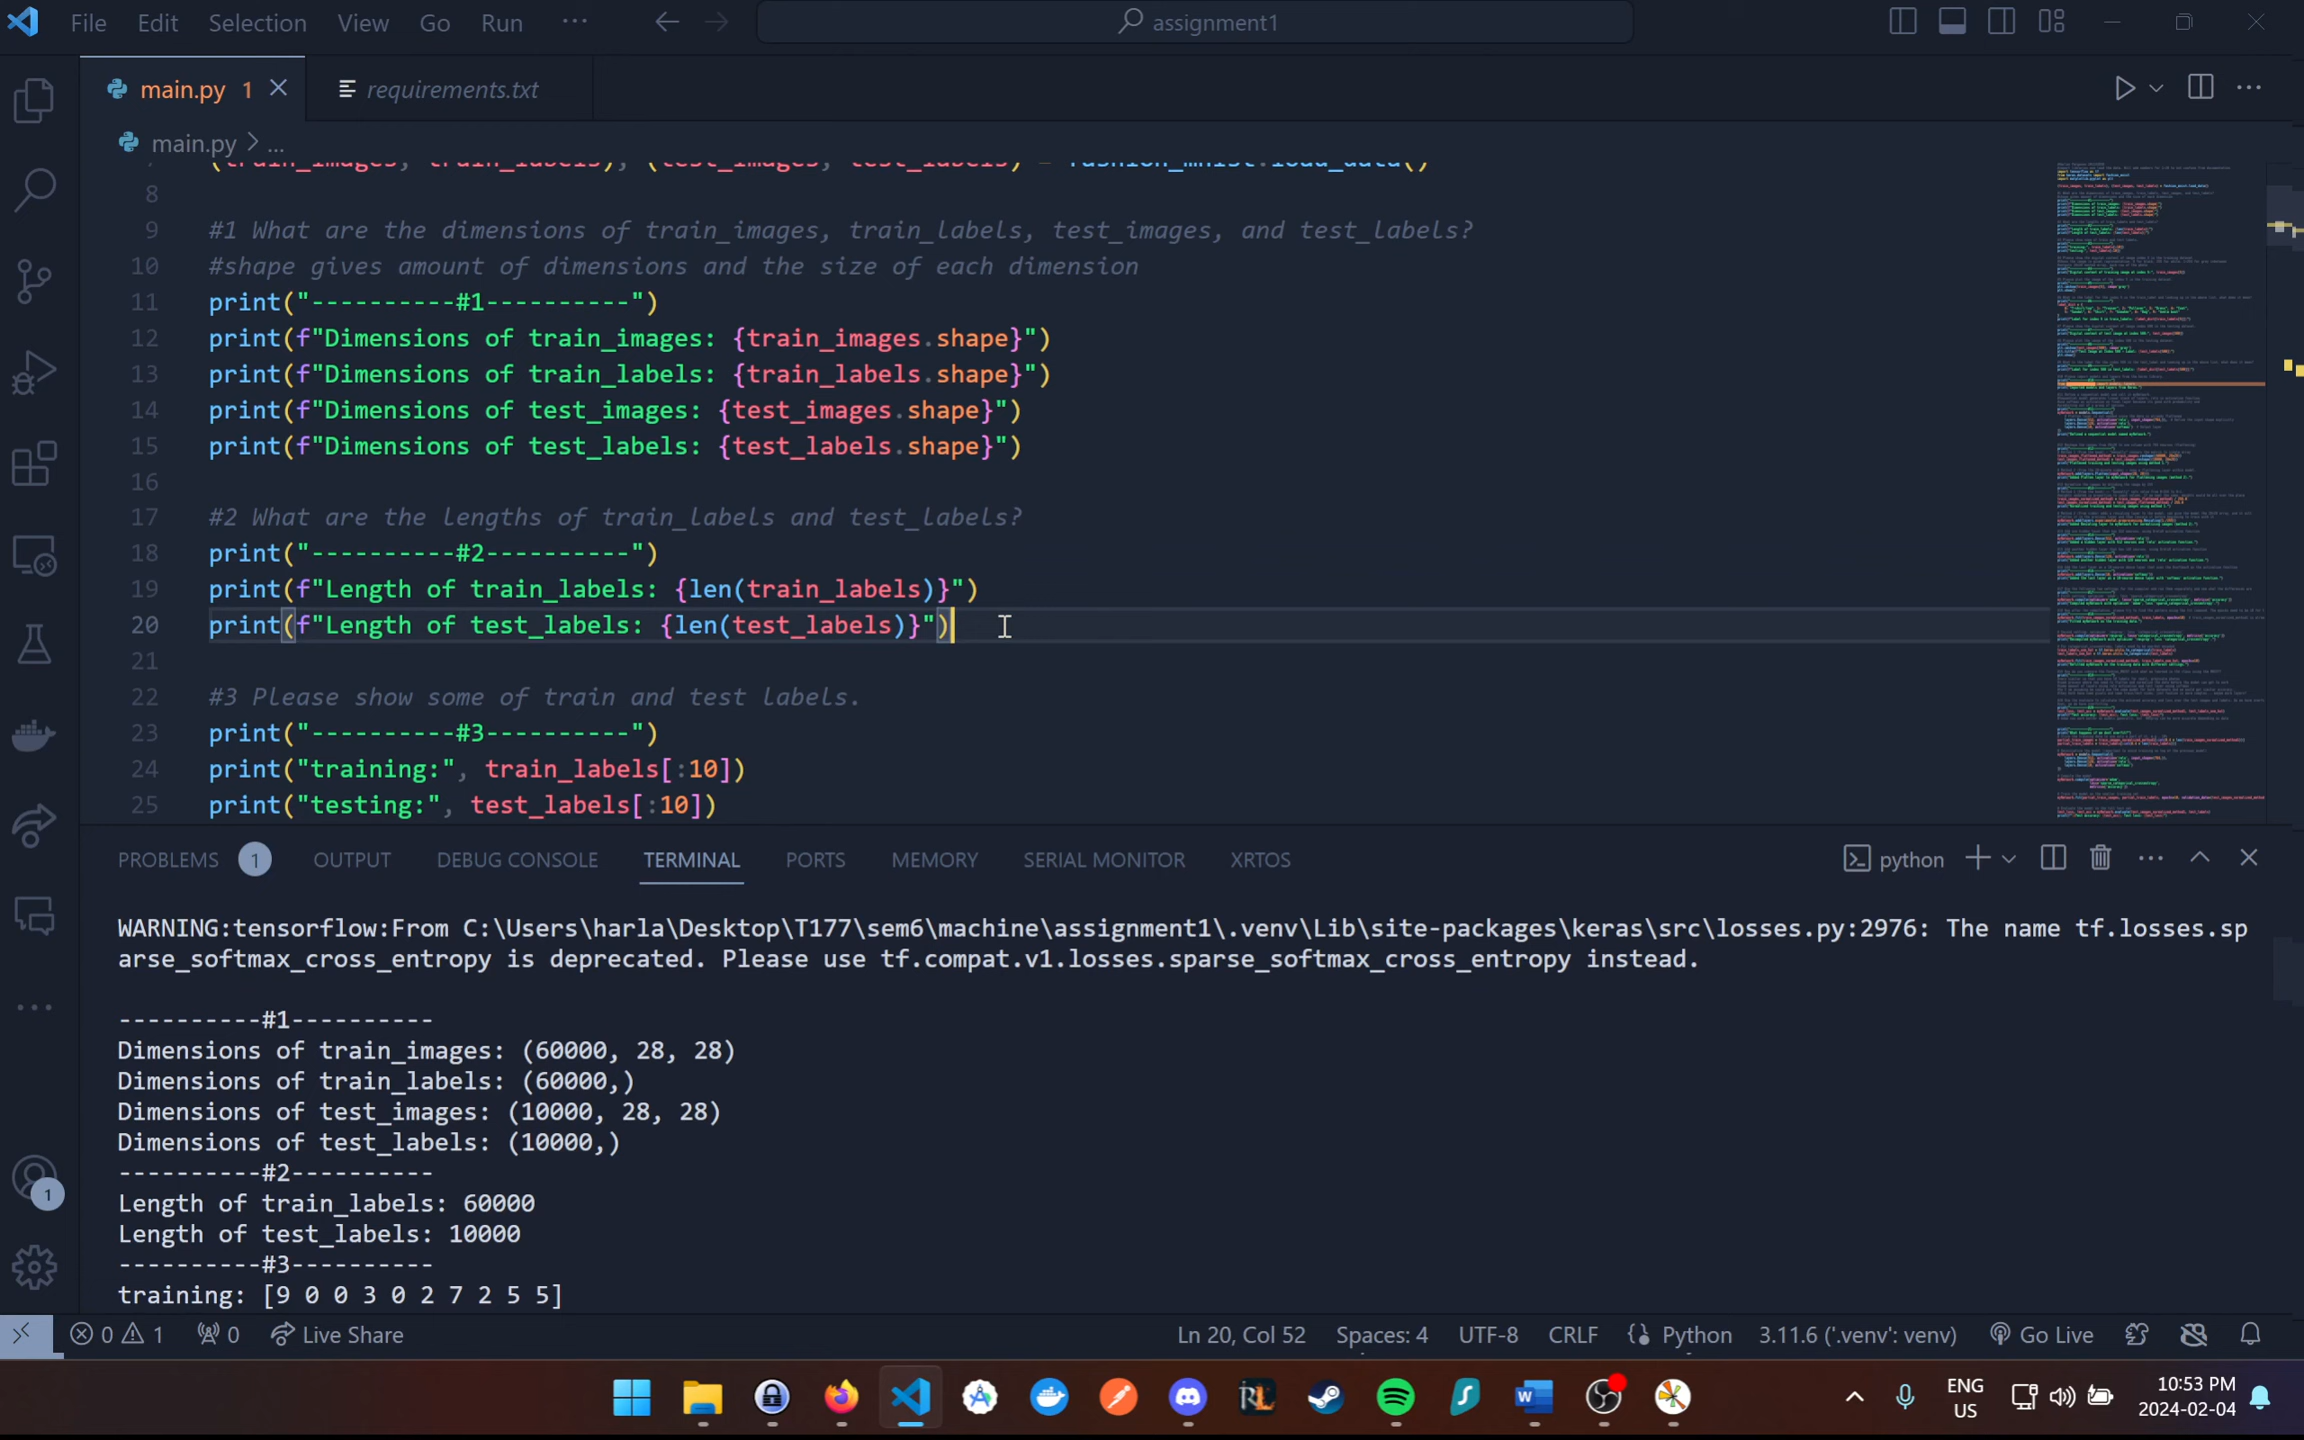 File Edit Selection View Go Run ···
assignment1
main.py 1
requirements.txt
main.py > ...
7 (train_images, train_labels), (test_images, test_labels) = fashion_mnist.load_data()
8
9 #1 What are the dimensions of train_images, train_labels, test_images, and test_labels?
10 #shape gives amount of dimensions and the size of each dimension
11 print("----------#1----------")
12 print(f"Dimensions of train_images: {train_images.shape}")
13 print(f"Dimensions of train_labels: {train_labels.shape}")
14 print(f"Dimensions of test_images: {test_images.shape}")
15 print(f"Dimensions of test_labels: {test_labels.shape}")
16
17 #2 What are the lengths of train_labels and test_labels?
18 print("----------#2----------")
19 print(f"Length of train_labels: {len(train_labels)}")
20 print(f"Length of test_labels: {len(test_labels)}")
21
22 #3 Please show some of train and test labels.
23 print("----------#3----------")
24 print("training:", train_labels[:10])
25 print("testing:", test_labels[:10])
PROBLEMS 1 OUTPUT DEBUG CONSOLE TERMINAL PORTS MEMORY SERIAL MONITOR XRTOS
python
WARNING:tensorflow:From C:\Users\harla\Desktop\T177\sem6\machine\assignment1\.venv\Lib\site-packages\keras\src\losses.py:2976: The name tf.losses.sp
arse_softmax_cross_entropy is deprecated. Please use tf.compat.v1.losses.sparse_softmax_cross_entropy instead.
----------#1----------
Dimensions of train_images: (60000, 28, 28)
Dimensions of train_labels: (60000,)
Dimensions of test_images: (10000, 28, 28)
Dimensions of test_labels: (10000,)
----------#2----------
Length of train_labels: 60000
Length of test_labels: 10000
----------#3----------
training: [9 0 0 3 0 2 7 2 5 5]
1
0 1 0 Live Share
Ln 20, Col 52 Spaces: 4 UTF-8 CRLF Python 3.11.6 ('.venv': venv) Go Live
ENG
US
10:53 PM
2024-02-04